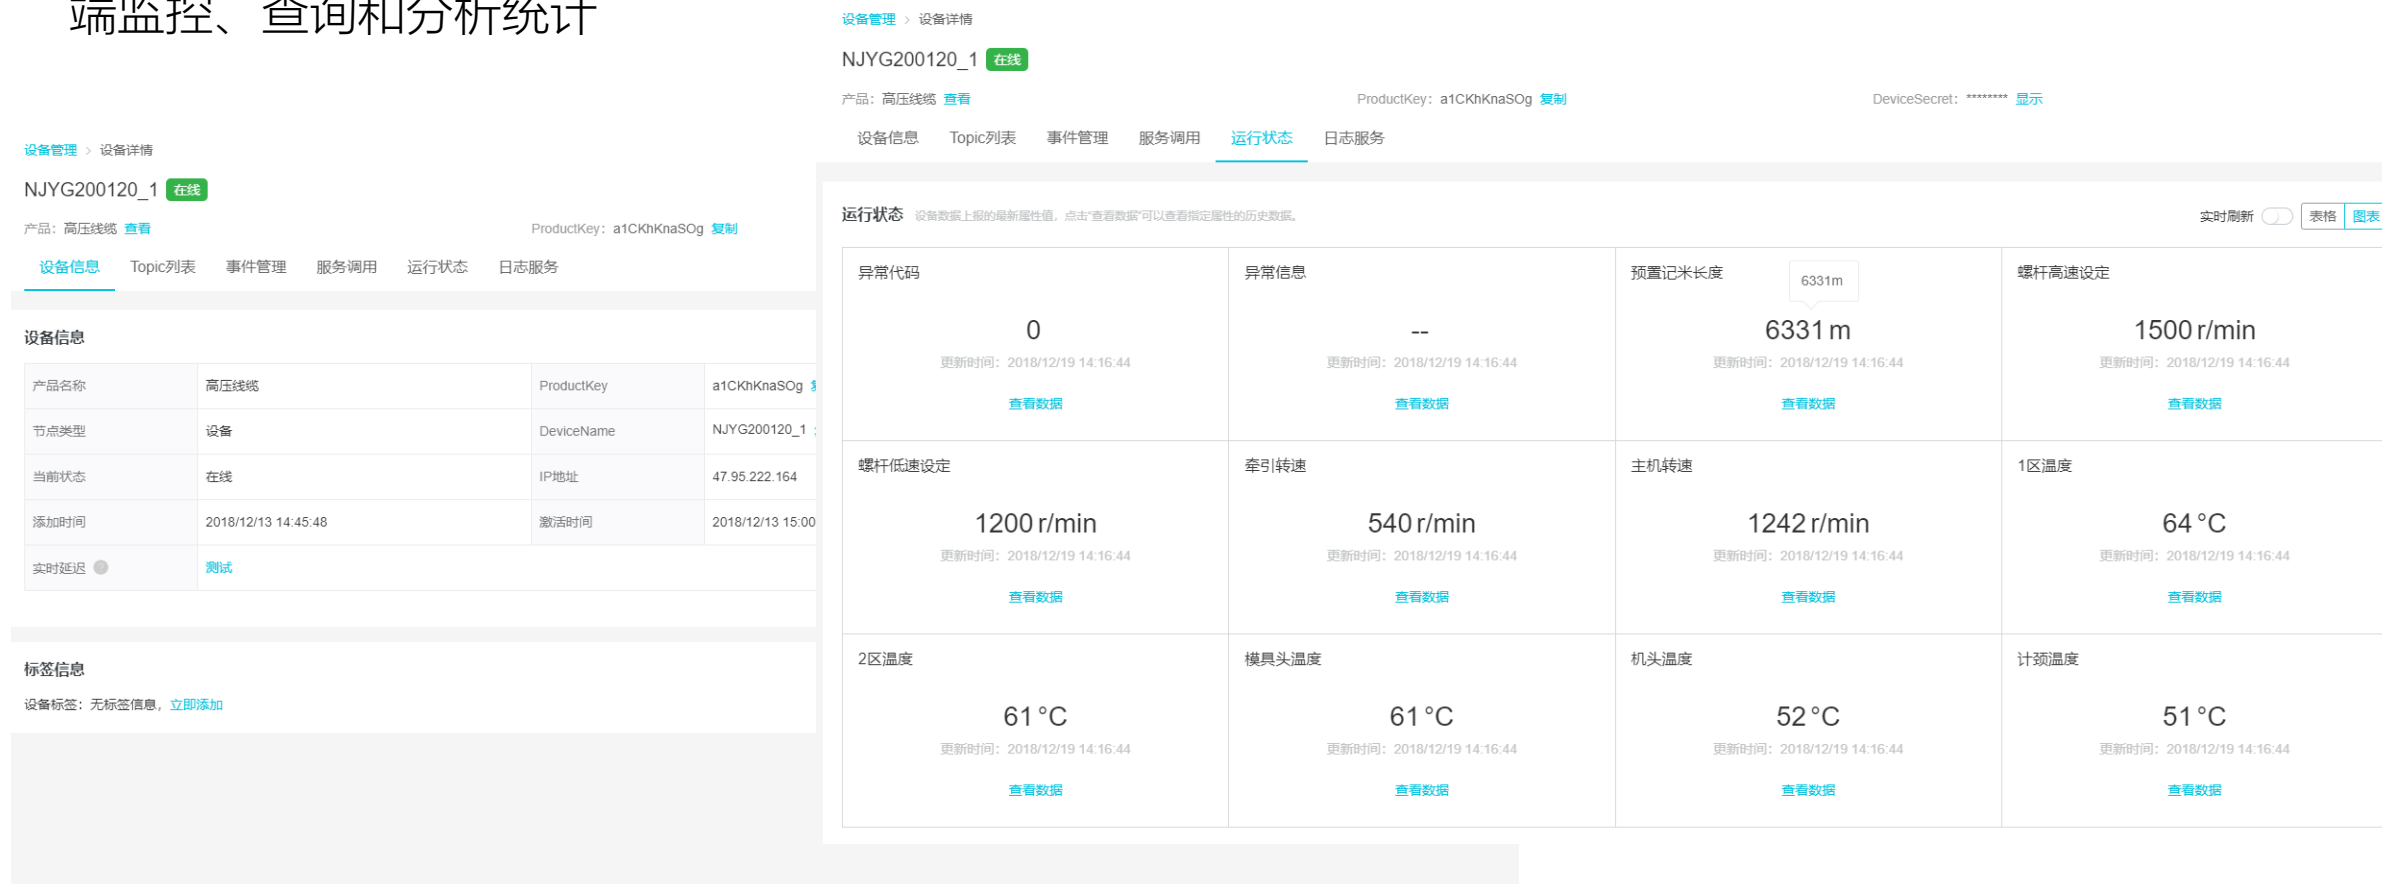 端监控、查询和分析统计
设备管理 > 设备详情
NJYG200120_1 在线
产品：高压线缆 查看 ProductKey：a1CKhKnaSOg 复制
设备信息 Topic列表 事件管理 服务调用 运行状态 日志服务
设备信息
产品名称 高压线缆 ProductKey a1CKhKnaSOg
节点类型 设备 DeviceName NJYG200120_1
当前状态 在线 IP地址 47.95.222.164
添加时间 2018/12/13 14:45:48 激活时间 2018/12/13 15:00
实时延迟 ? 测试
标签信息
设备标签：无标签信息，立即添加
设备管理 > 设备详情
NJYG200120_1 在线
产品：高压线缆 查看 ProductKey：a1CKhKnaSOg 复制 DeviceSecret：******** 显示
设备信息 Topic列表 事件管理 服务调用 运行状态 日志服务
运行状态 设备数据上报的最新属性值，点击“查看数据”可以查看指定属性的历史数据。 实时刷新 表格 图表
异常代码 异常信息 预置记米长度 6331m 螺杆高速设定
0 -- 6331 m 1500 r/min
更新时间：2018/12/19 14:16:44 更新时间：2018/12/19 14:16:44 更新时间：2018/12/19 14:16:44 更新时间：2018/12/19 14:16:44
查看数据 查看数据 查看数据 查看数据
螺杆低速设定 牵引转速 主机转速 1区温度
1200 r/min 540 r/min 1242 r/min 64 °C
更新时间：2018/12/19 14:16:44 更新时间：2018/12/19 14:16:44 更新时间：2018/12/19 14:16:44 更新时间：2018/12/19 14:16:44
查看数据 查看数据 查看数据 查看数据
2区温度 模具头温度 机头温度 计颈温度
61 °C 61 °C 52 °C 51 °C
更新时间：2018/12/19 14:16:44 更新时间：2018/12/19 14:16:44 更新时间：2018/12/19 14:16:44 更新时间：2018/12/19 14:16:44
查看数据 查看数据 查看数据 查看数据